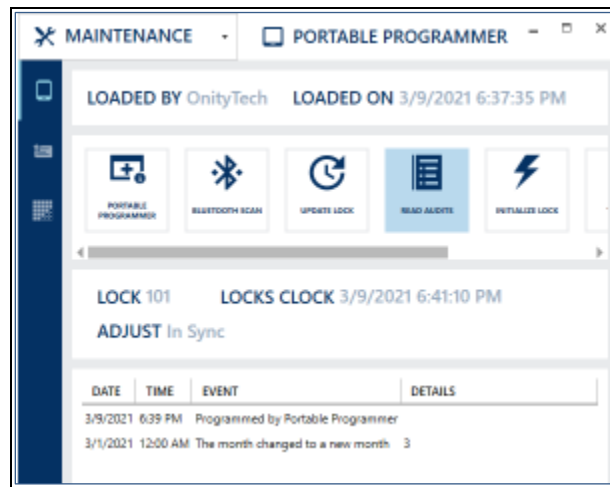 MAINTENANCE PORTABLE PROGRAMMER
LOADED BY OnityTech LOADED ON 3/9/2021 6:37:35 PM
PORTABLE PROGRAMMER BLUETOOTH SCAN UPDATE LOCK READ AUDITS INITIALIZE LOCK
LOCK 101 LOCKS CLOCK 3/9/2021 6:41:10 PM
ADJUST In Sync
DATE TIME EVENT DETAILS
3/9/2021 6:39 PM Programmed by Portable Programmer
3/1/2021 12:00 AM The month changed to a new month 3